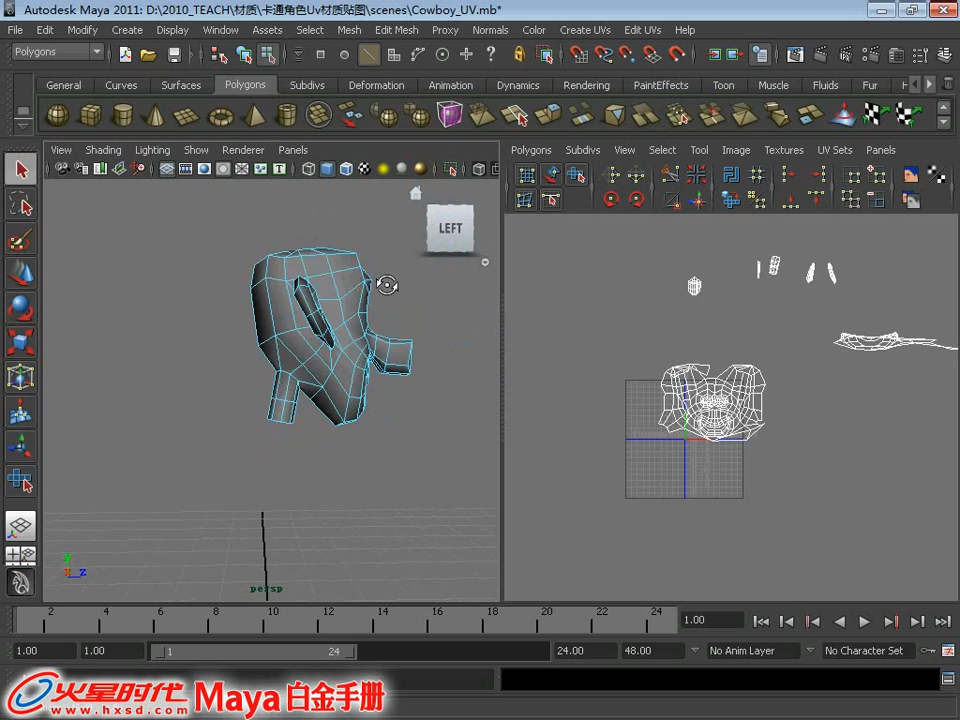 Autodesk Maya 2011: D:\2010_TEACH\材质\卡通角色Uv材质贴图\scenes\Cowboy_UV.mb*
File Edit Modify Create Display Window Assets Select Mesh Edit Mesh Proxy Normals Color Create UVs Edit UVs Help
Polygons
General Curves Surfaces Polygons Subdivs Deformation Animation Dynamics Rendering PaintEffects Toon Muscle Fluids Fur
View Shading Lighting Show Renderer Panels
Polygons Subdivs View Select Tool Image Textures UV Sets Panels
LEFT
Y
Z
persp
2 4 6 8 10 12 14 16 18 20 22 24
1.00
1.00 1.00 1 24 24.00 48.00 No Anim Layer No Character Set
火星时代 Maya 白金手册
www.hxsd.com